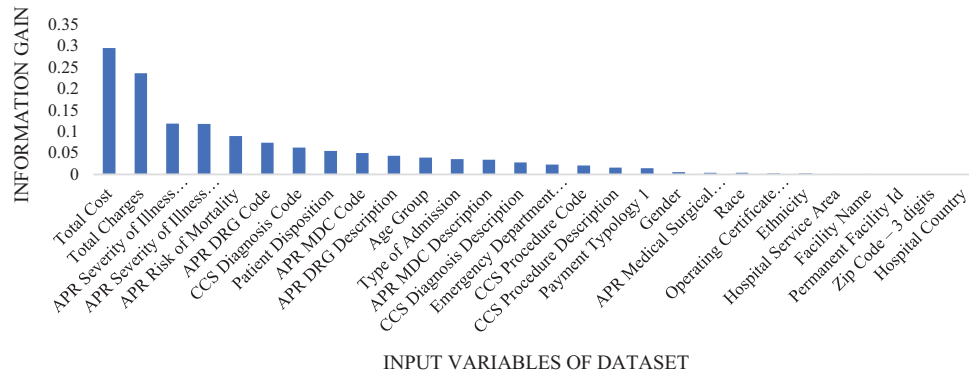 INFORMATION GAIN
0.35
0.3
0.25
0.2
0.15
0.1
0.05
0
Total Cost
Total Charges
APR Severity of Illness…
APR Severity of Illness…
APR Risk of Mortality
APR DRG Code
CCS Diagnosis Code
Patient Disposition
APR MDC Code
APR DRG Description
Age Group
Type of Admission
APR MDC Description
CCS Diagnosis Description
Emergency Department…
CCS Procedure Code
CCS Procedure Description
Payment Typology 1
Gender
APR Medical Surgical…
Race
Operating Certificate…
Ethnicity
Hospital Service Area
Facility Name
Permanent Facility Id
Zip Code – 3 digits
Hospital Country
INPUT VARIABLES OF DATASET